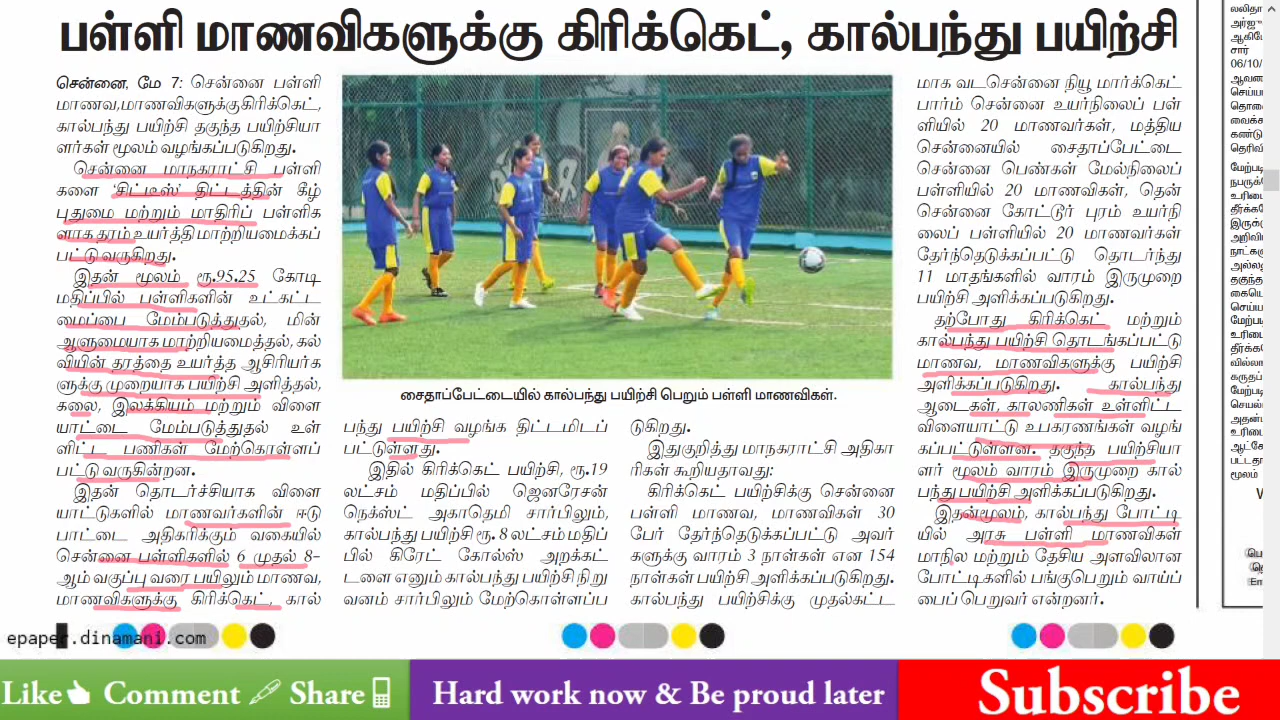 பள்ளி மாணவிகளுக்கு கிரிக்கெட், கால்பந்து பயிற்சி
சென்னை, மே 7: சென்னை பள்ளி
மாணவ,மாணவிகளுக்கு கிரிக்கெட்,
கால்பந்து பயிற்சி தகுந்த பயிற்சியா
ளர்கள் மூலம் வழங்கப்படுகிறது.
சென்னை மாநகராட்சி பள்ளி
களை 'சிட்டீஸ்' திட்டத்தின் கீழ்
புதுமை மற்றும் மாதிரிப் பள்ளிக
ளாக தரம் உயர்த்தி மாற்றியமைக்கப்
பட்டு வருகிறது.
இதன் மூலம் ரூ.95.25 கோடி
மதிப்பில் பள்ளிகளின் உட்கட்ட
மைப்பை மேம்படுத்துதல், மின்
ஆளுமையாக மாற்றியமைத்தல், கல்
வியின் தரத்தை உயர்த்த ஆசிரியர்க
ளுக்கு முறையாக பயிற்சி அளித்தல்,
கலை, இலக்கியம் மற்றும் விளை
யாட்டை மேம்படுத்துதல் உள்
ளிட்ட பணிகள் மேற்கொள்ளப்
பட்டு வருகின்றன.
இதன் தொடர்ச்சியாக விளை
யாட்டுகளில் மாணவர்களின் ஈடு
பாட்டை அதிகரிக்கும் வகையில்
சென்னை பள்ளிகளில் 6 முதல் 8-
ஆம் வகுப்பு வரை பயிலும் மாணவ,
மாணவிகளுக்கு கிரிக்கெட், கால்
சைதாப்பேட்டையில் கால்பந்து பயிற்சி பெறும் பள்ளி மாணவிகள்.
பந்து பயிற்சி வழங்க திட்டமிடப்
பட்டுள்ளது.
இதில் கிரிக்கெட் பயிற்சி, ரூ.19
லட்சம் மதிப்பில் ஜெனரேசன்
நெக்ஸ்ட் அகாதெமி சார்பிலும்,
கால்பந்து பயிற்சி ரூ. 8 லட்சம் மதிப்
பில் கிரேட் கோல்ஸ் அறக்கட்
டளை எனும் கால்பந்து பயிற்சி நிறு
வனம் சார்பிலும் மேற்கொள்ளப்ப
டுகிறது.
இதுகுறித்து மாநகராட்சி அதிகா
ரிகள் கூறியதாவது:
கிரிக்கெட் பயிற்சிக்கு சென்னை
பள்ளி மாணவ, மாணவிகள் 30
பேர் தேர்ந்தெடுக்கப்பட்டு அவர்
களுக்கு வாரம் 3 நாள்கள் என 154
நாள்கள் பயிற்சி அளிக்கப்படுகிறது.
கால்பந்து பயிற்சிக்கு முதல்கட்ட
மாக வடசென்னை நியூ மார்க்கெட்
பார்ம் சென்னை உயர்நிலைப் பள்
ளியில் 20 மாணவர்கள், மத்திய
சென்னையில் சைதாப்பேட்டை
சென்னை பெண்கள் மேல்நிலைப்
பள்ளியில் 20 மாணவிகள், தென்
சென்னை கோட்டூர் புரம் உயர்நி
லைப் பள்ளியில் 20 மாணவர்கள்
தேர்ந்தெடுக்கப்பட்டு தொடர்ந்து
11 மாதங்களில் வாரம் இருமுறை
பயிற்சி அளிக்கப்படுகிறது.
தற்போது கிரிக்கெட் மற்றும்
கால்பந்து பயிற்சி தொடங்கப்பட்டு
மாணவ, மாணவிகளுக்கு பயிற்சி
அளிக்கப்படுகிறது. கால்பந்து
ஆடைகள், காலணிகள் உள்ளிட்ட
விளையாட்டு உபகரணங்கள் வழங்
கப்பட்டுள்ளன. தகுந்த பயிற்சியா
ளர் மூலம் வாரம் இருமுறை கால்
பந்து பயிற்சி அளிக்கப்படுகிறது.
இதன்மூலம், கால்பந்து போட்டி
யில் அரசு பள்ளி மாணவிகள்
மாநில மற்றும் தேசிய அளவிலான
போட்டிகளில் பங்குபெறும் வாய்ப்
பைப் பெறுவர் என்றனர்.
06/10/
epaper.dinamani.com
Like Comment Share
Hard work now & Be proud later
Subscribe